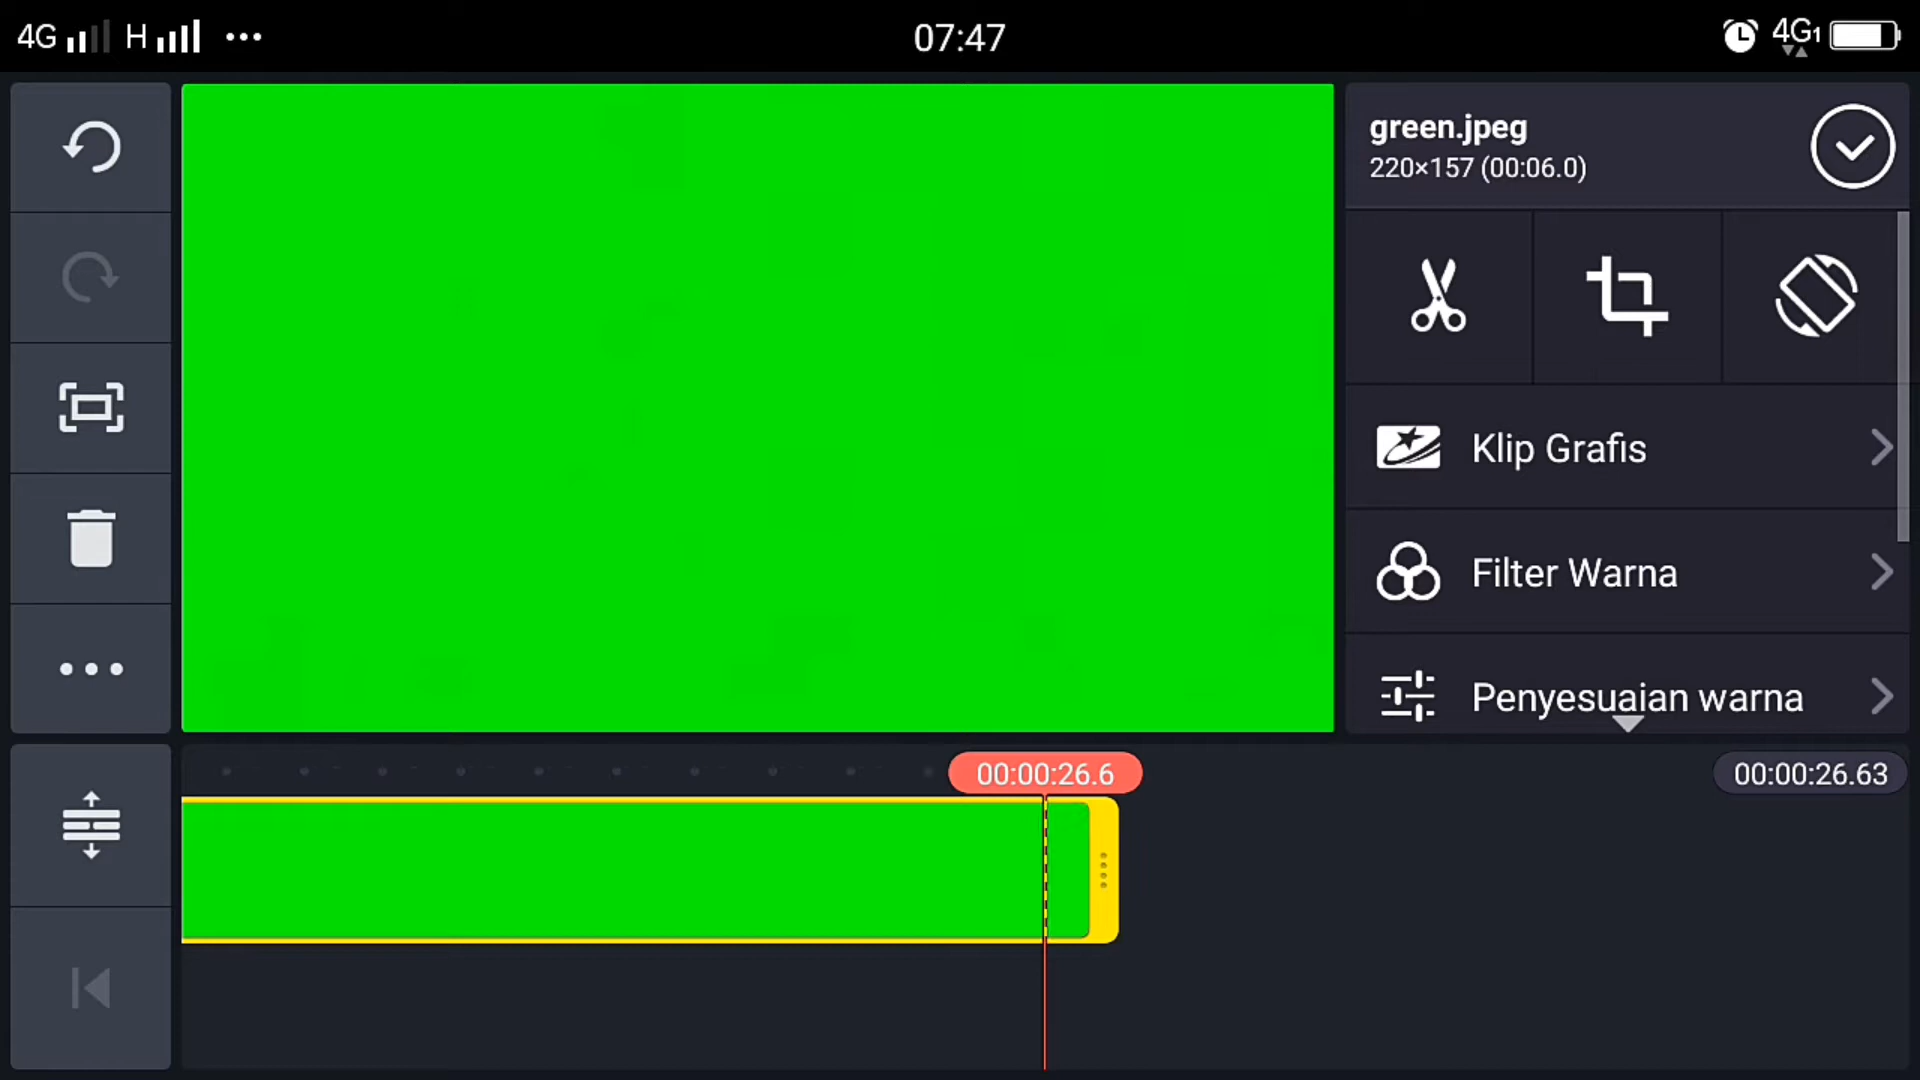 4G H 07:47 4G1
green.jpeg
220×157 (00:06.0)
Klip Grafis
Filter Warna
Penyesuaian warna
00:00:26.6
00:00:26.63